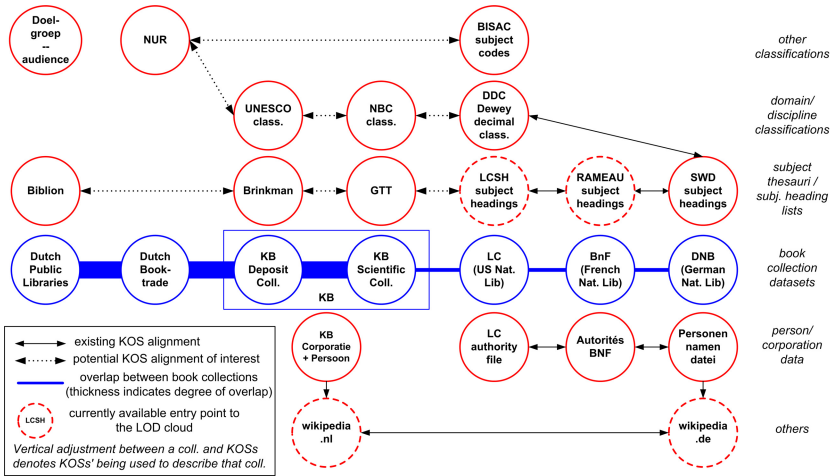 Doel-
groep
--
audience
NUR
BISAC
subject
codes
other
classifications
UNESCO
class.
NBC
class.
DDC
Dewey
decimal
class.
domain/
discipline
classifications
Biblion
Brinkman
GTT
LCSH
subject
headings
RAMEAU
subject
headings
SWD
subject
headings
subject
thesauri /
subj. heading
lists
Dutch
Public
Libraries
Dutch
Book-
trade
KB
Deposit
Coll.
KB
Scientific
Coll.
KB
LC
(US Nat.
Lib)
BnF
(French
Nat. Lib)
DNB
(German
Nat. Lib)
book
collection
datasets
KB
Corporatie
+ Persoon
LC
authority
file
Autorités
BNF
Personen
namen
datei
person/
corporation
data
wikipedia
.nl
wikipedia
.de
others
existing KOS alignment
potential KOS alignment of interest
overlap between book collections
(thickness indicates degree of overlap)
LCSH
currently available entry point to
the LOD cloud
Vertical adjustment between a coll. and KOSs
denotes KOSs' being used to describe that coll.